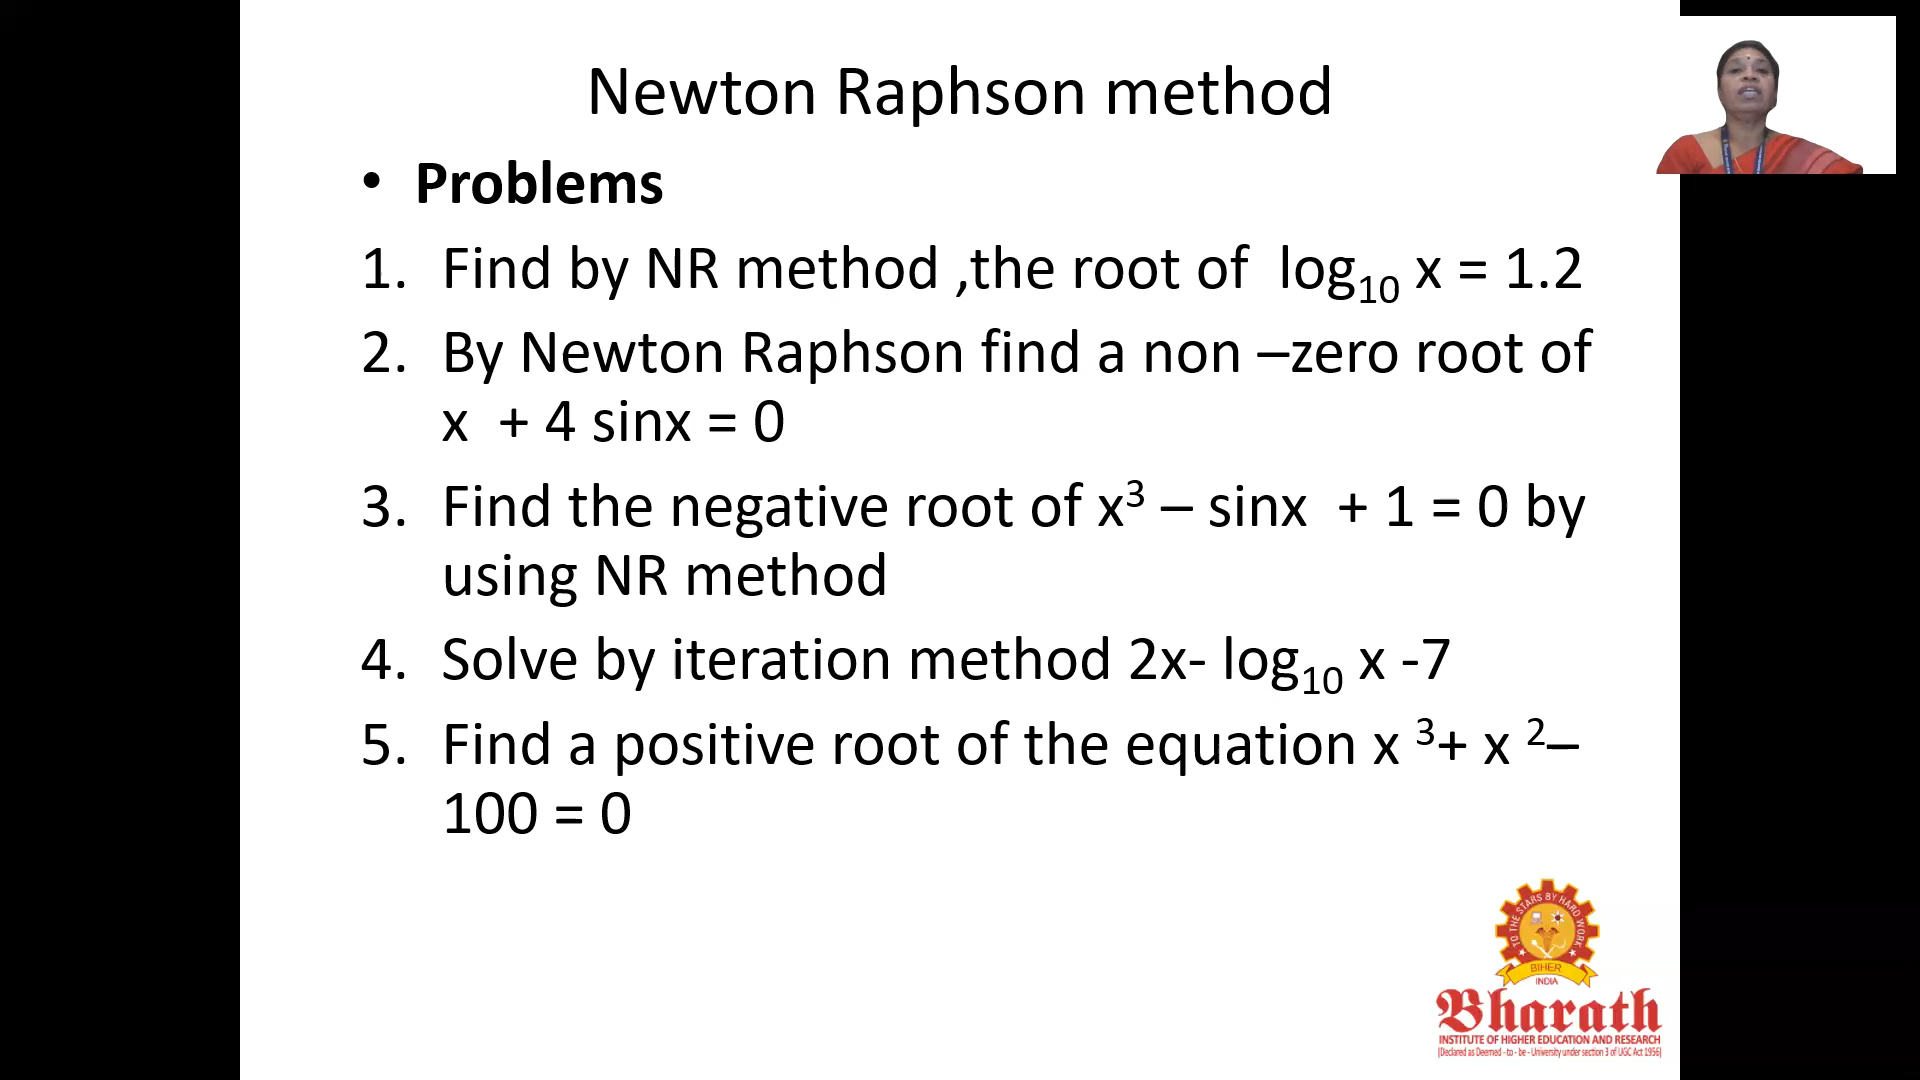 Newton Raphson method
• Problems
1. Find by NR method ,the root of log₁₀ x = 1.2
2. By Newton Raphson find a non –zero root of
x + 4 sinx = 0
3. Find the negative root of x³ – sinx + 1 = 0 by
using NR method
4. Solve by iteration method 2x- log₁₀ x -7
5. Find a positive root of the equation x ³+ x ²–
100 = 0
TO THE STARS BY HARD WORK
BIHER
INDIA
Bharath
INSTITUTE OF HIGHER EDUCATION AND RESEARCH
(Declared as Deemed - to - be - University under section 3 of UGC Act 1956)